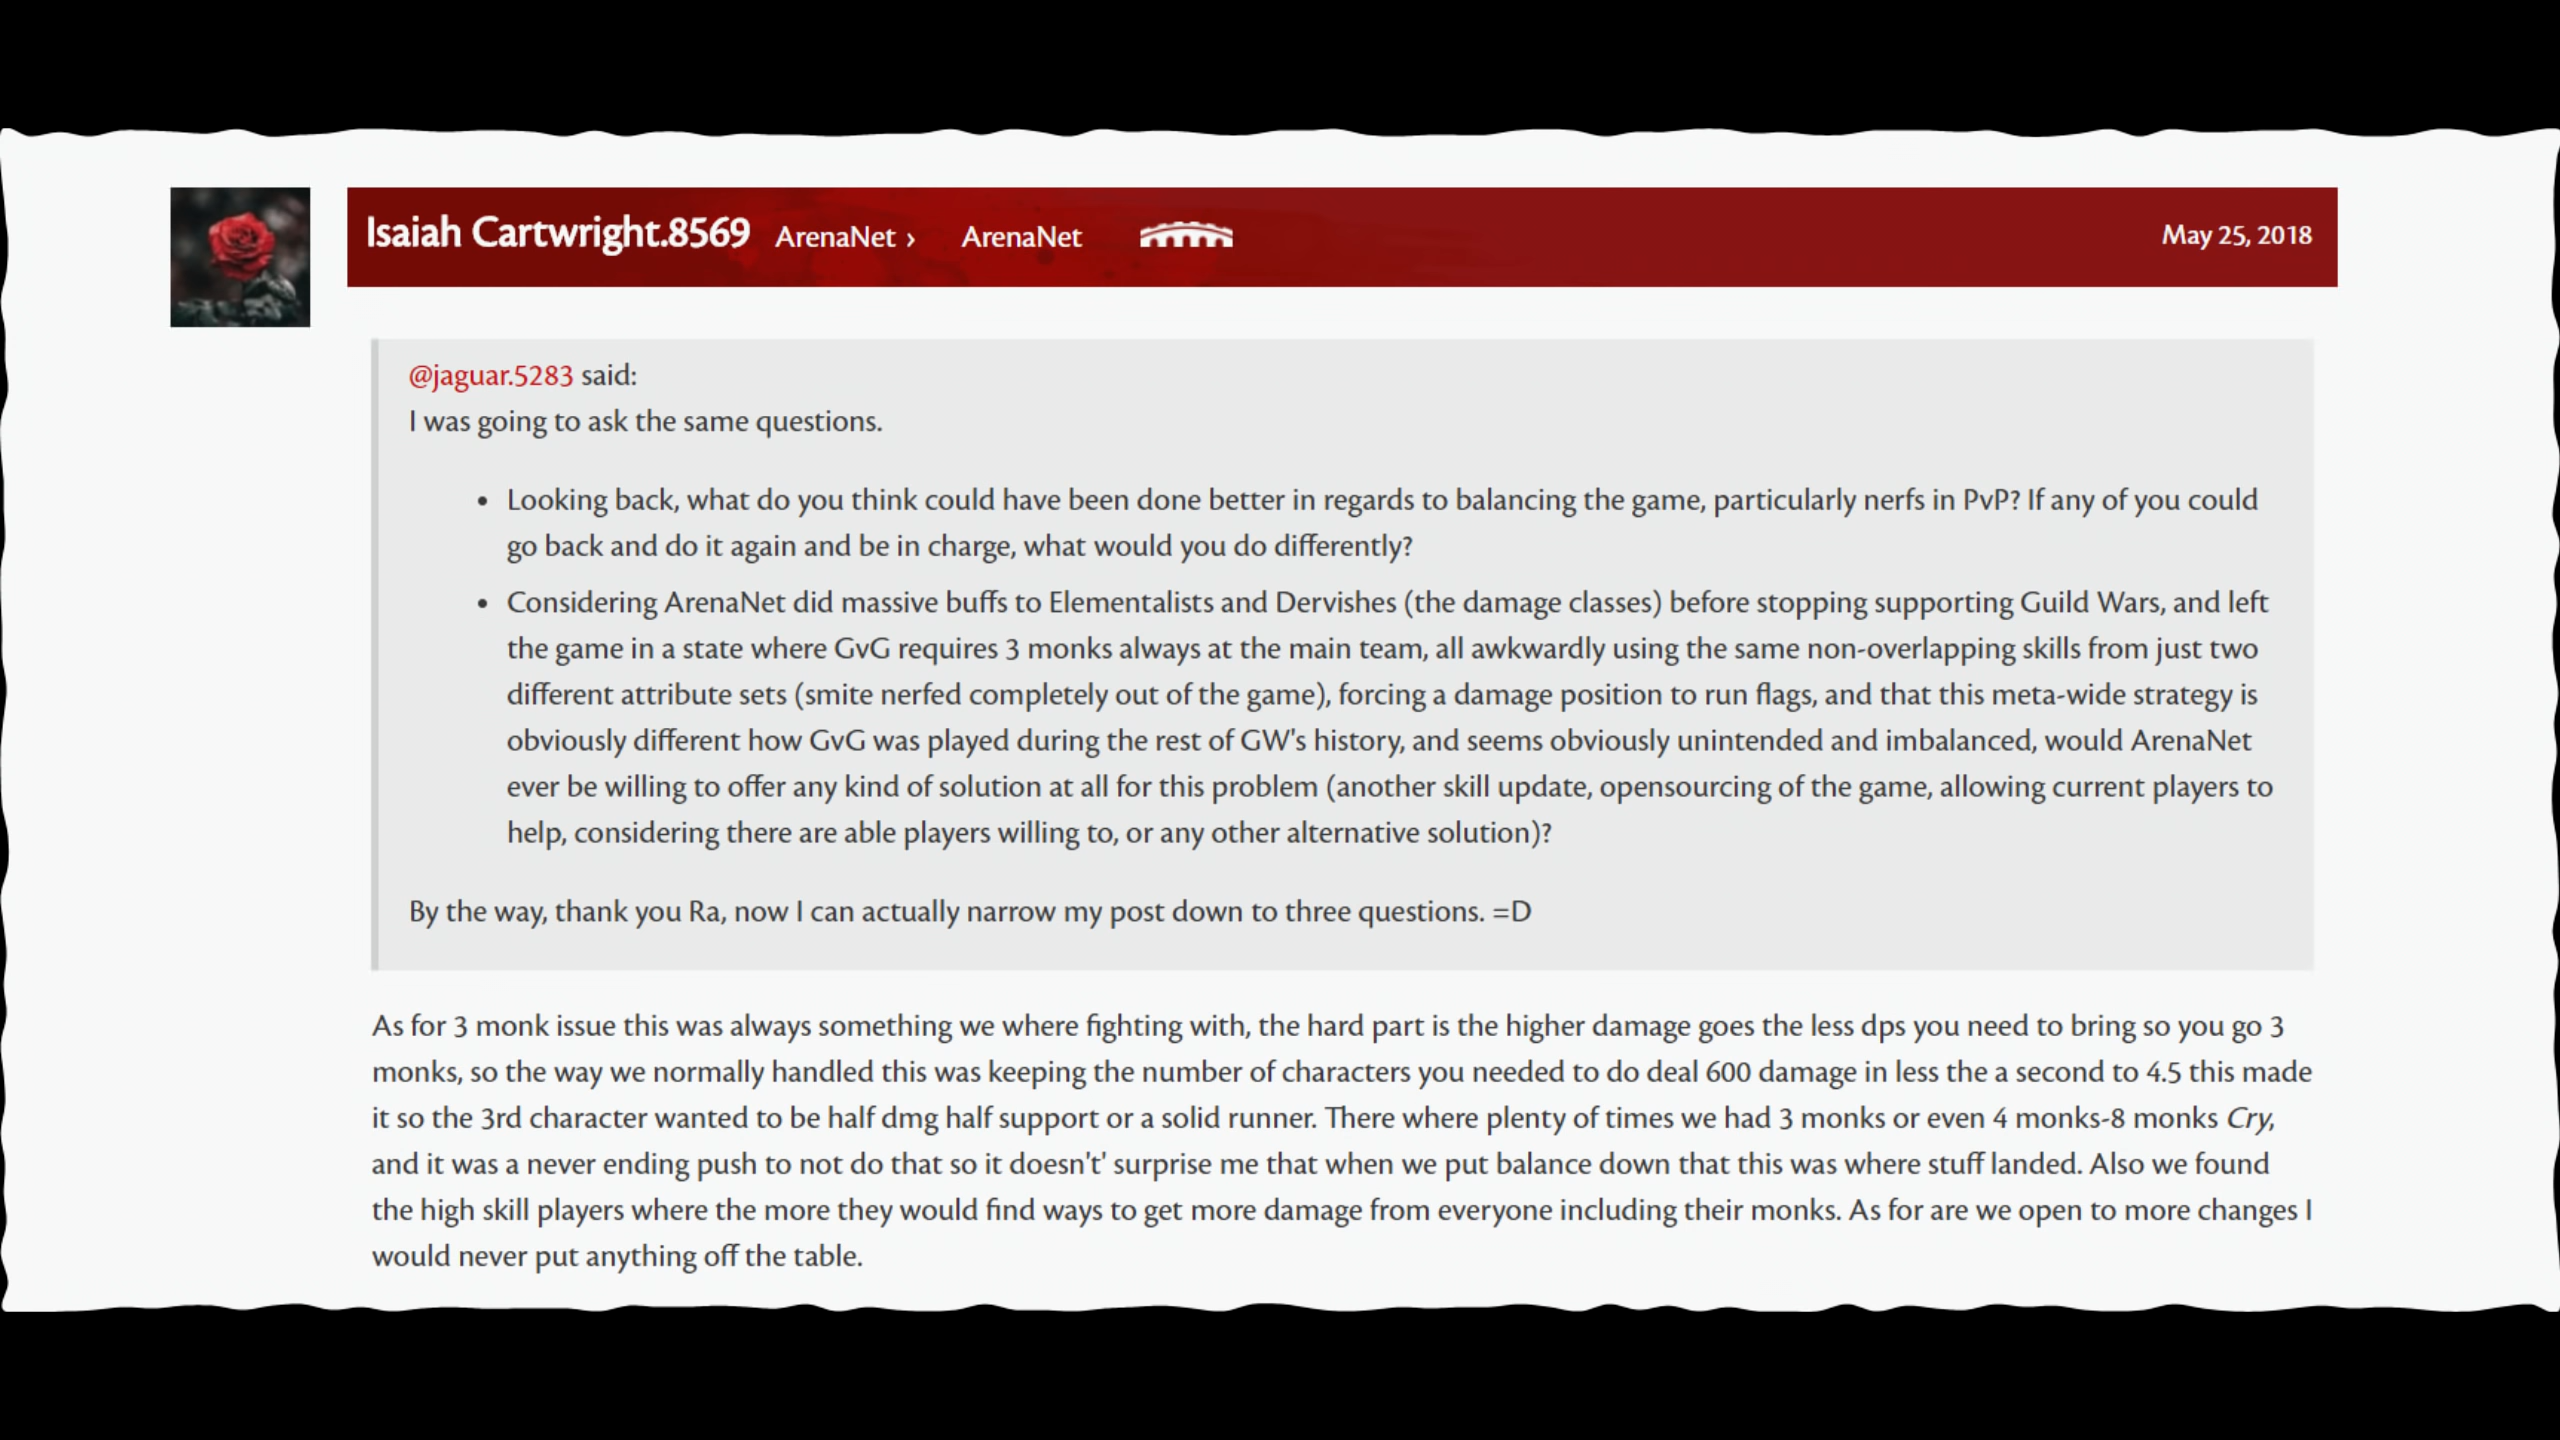 Isaiah Cartwright.8569 ArenaNet › ArenaNet May 25, 2018
@jaguar.5283 said:
I was going to ask the same questions.
• Looking back, what do you think could have been done better in regards to balancing the game, particularly nerfs in PvP? If any of you could
go back and do it again and be in charge, what would you do differently?
• Considering ArenaNet did massive buffs to Elementalists and Dervishes (the damage classes) before stopping supporting Guild Wars, and left
the game in a state where GvG requires 3 monks always at the main team, all awkwardly using the same non-overlapping skills from just two
different attribute sets (smite nerfed completely out of the game), forcing a damage position to run flags, and that this meta-wide strategy is
obviously different how GvG was played during the rest of GW's history, and seems obviously unintended and imbalanced, would ArenaNet
ever be willing to offer any kind of solution at all for this problem (another skill update, opensourcing of the game, allowing current players to
help, considering there are able players willing to, or any other alternative solution)?
By the way, thank you Ra, now I can actually narrow my post down to three questions. =D
As for 3 monk issue this was always something we where fighting with, the hard part is the higher damage goes the less dps you need to bring so you go 3
monks, so the way we normally handled this was keeping the number of characters you needed to do deal 600 damage in less the a second to 4.5 this made
it so the 3rd character wanted to be half dmg half support or a solid runner. There where plenty of times we had 3 monks or even 4 monks-8 monks Cry,
and it was a never ending push to not do that so it doesn't' surprise me that when we put balance down that this was where stuff landed. Also we found
the high skill players where the more they would find ways to get more damage from everyone including their monks. As for are we open to more changes I
would never put anything off the table.